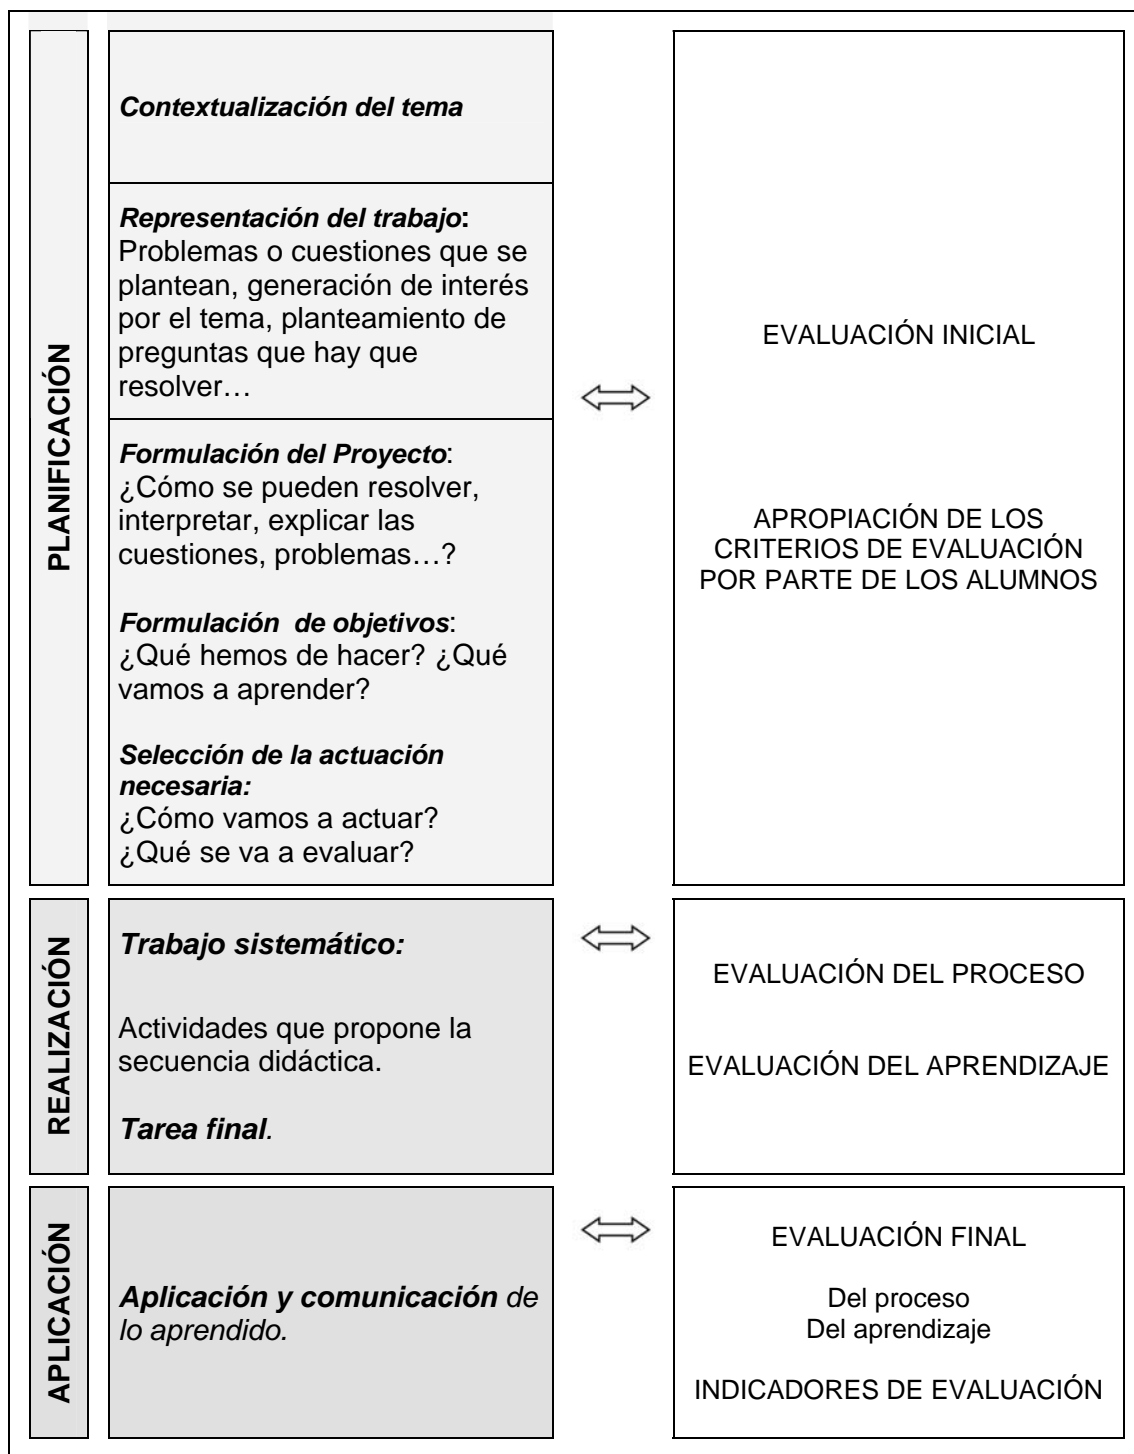 PLANIFICACIÓN
Contextualización del tema
Representación del trabajo:
Problemas o cuestiones que se
plantean, generación de interés
por el tema, planteamiento de
preguntas que hay que
resolver…
Formulación del Proyecto:
¿Cómo se pueden resolver,
interpretar, explicar las
cuestiones, problemas…?
Formulación de objetivos:
¿Qué hemos de hacer? ¿Qué
vamos a aprender?
Selección de la actuación
necesaria:
¿Cómo vamos a actuar?
¿Qué se va a evaluar?
EVALUACIÓN INICIAL
APROPIACIÓN DE LOS
CRITERIOS DE EVALUACIÓN
POR PARTE DE LOS ALUMNOS
REALIZACIÓN
Trabajo sistemático:
Actividades que propone la
secuencia didáctica.
Tarea final.
EVALUACIÓN DEL PROCESO
EVALUACIÓN DEL APRENDIZAJE
APLICACIÓN
Aplicación y comunicación de
lo aprendido.
EVALUACIÓN FINAL
Del proceso
Del aprendizaje
INDICADORES DE EVALUACIÓN